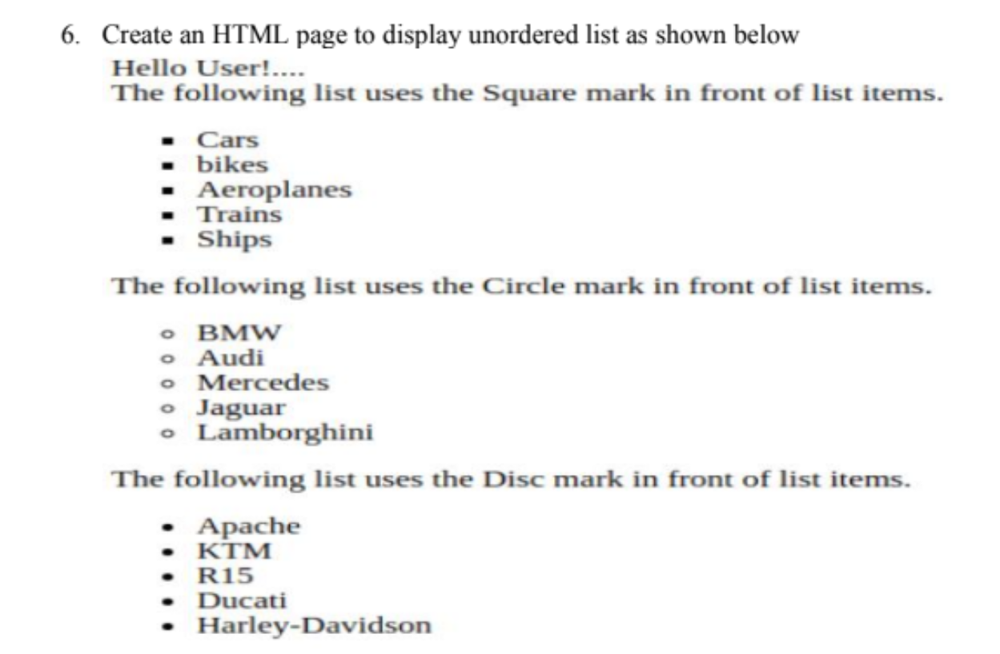 6. Create an HTML page to display unordered list as shown below
Hello User!....
The following list uses the Square mark in front of list items.
▪ Cars
▪ bikes
▪ Aeroplanes
▪ Trains
▪ Ships
The following list uses the Circle mark in front of list items.
◦ BMW
◦ Audi
◦ Mercedes
◦ Jaguar
◦ Lamborghini
The following list uses the Disc mark in front of list items.
• Apache
• KTM
• R15
• Ducati
• Harley-Davidson